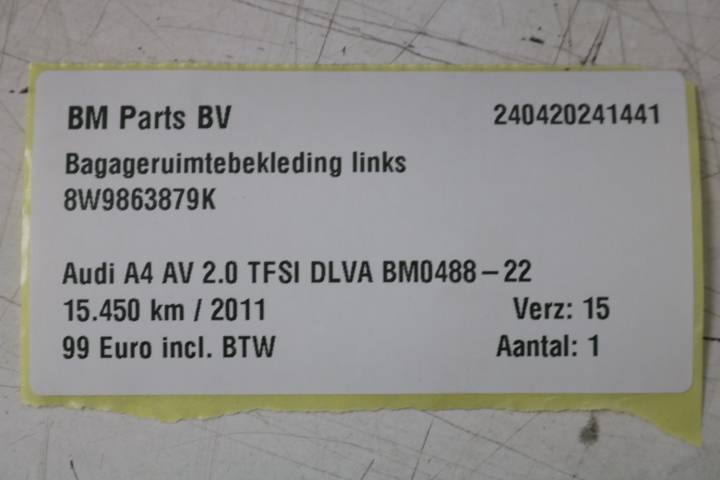 BM Parts BV 240420241441
Bagageruimtebekleding links
8W9863879K
Audi A4 AV 2.0 TFSI DLVA BM0488-22
15.450 km / 2011 Verz: 15
99 Euro incl. BTW Aantal: 1